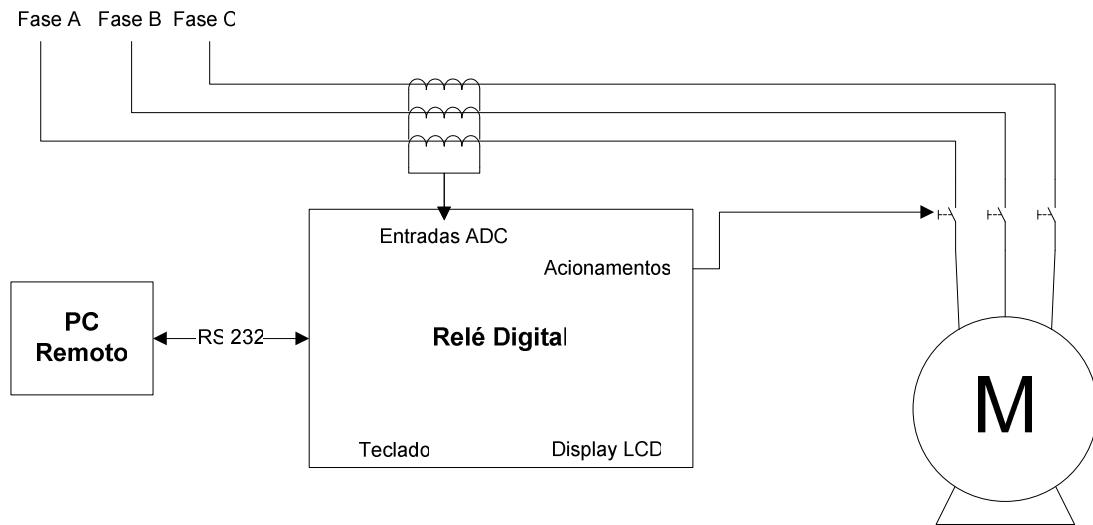 Fase A Fase B Fase C
Entradas ADC
Acionamentos
PC
Remoto
RS 232
Relé Digital
Teclado
Display LCD
M